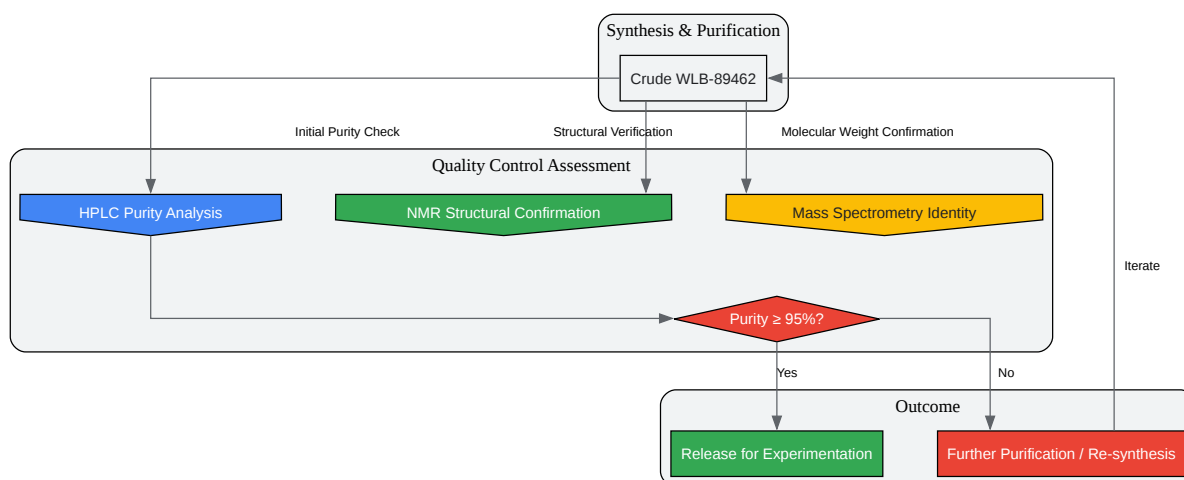 Synthesis & Purification
Crude WLB-89462
Initial Purity Check
Structural Verification
Molecular Weight Confirmation
Quality Control Assessment
HPLC Purity Analysis
NMR Structural Confirmation
Mass Spectrometry Identity
Iterate
Purity ≥ 95%?
Yes
No
Outcome
Release for Experimentation
Further Purification / Re-synthesis